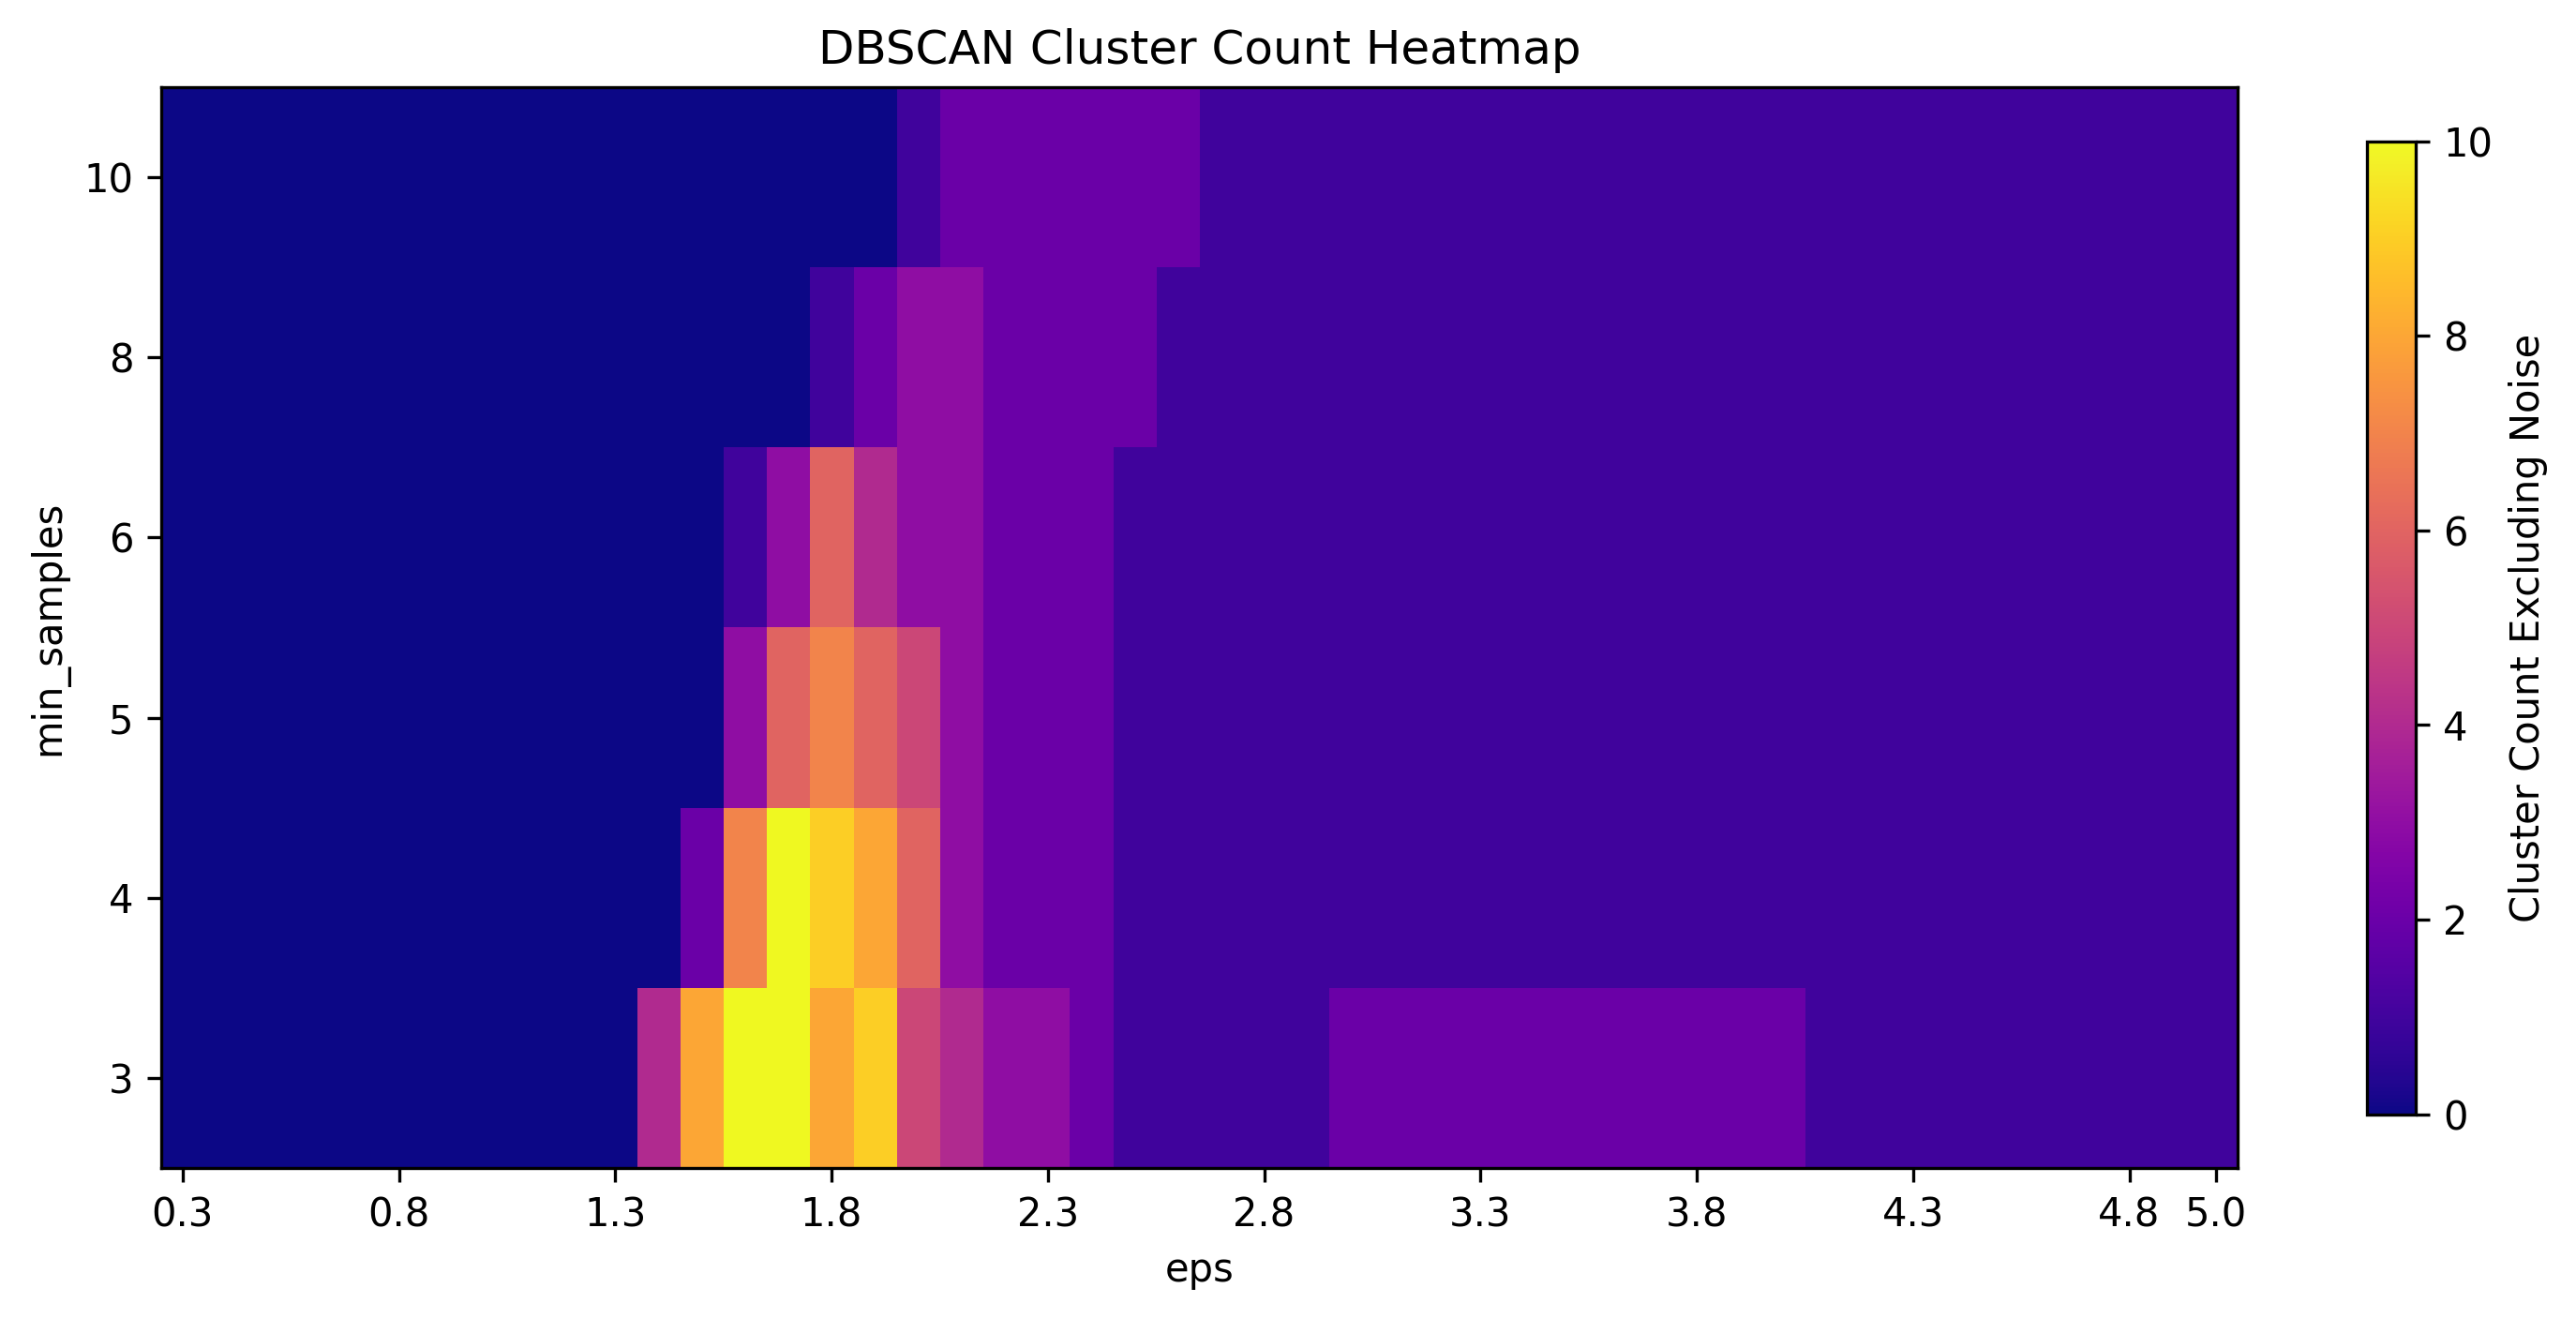 DBSCAN Cluster Count Heatmap
min_samples
10
8
6
5
4
3
0.3 0.8 1.3 1.8 2.3 2.8 3.3 3.8 4.3 4.8 5.0
eps
10
8
6
4
2
0
Cluster Count Excluding Noise